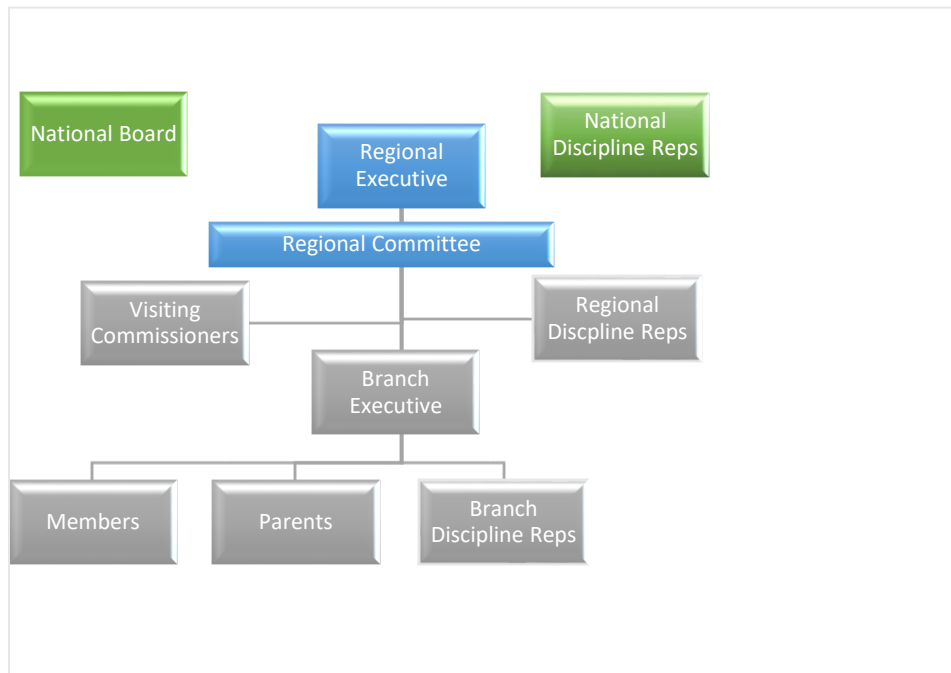 National Board
National
Discipline Reps
Regional
Executive
Regional Committee
Visiting
Commissioners
Regional
Discpline Reps
Branch
Executive
Members
Parents
Branch
Discipline Reps